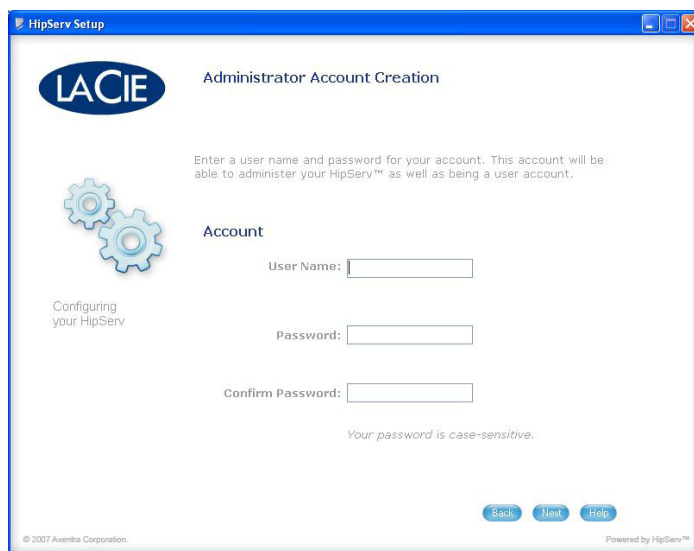 HipServ Setup
LACIE
Administrator Account Creation
Enter a user name and password for your account. This account will be
able to administer your HipServ™ as well as being a user account.
Account
User Name:
Configuring
your HipServ
Password:
Confirm Password:
Your password is case-sensitive.
Back Next Help
© 2007 Axentra Corporation.
Powered by HipServ™